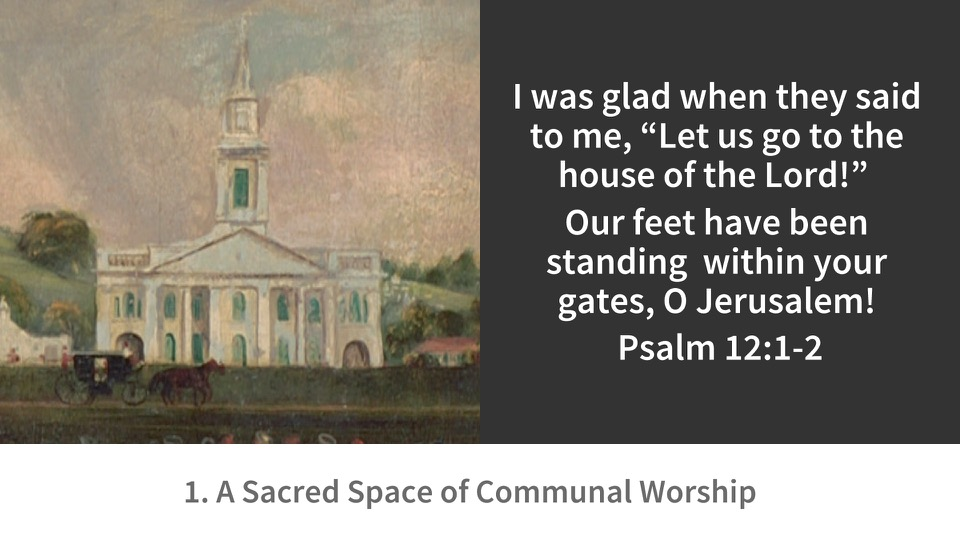 I was glad when they said
to me, “Let us go to the
house of the Lord!”
Our feet have been
standing  within your
gates, O Jerusalem!
Psalm 12:1-2
1. A Sacred Space of Communal Worship